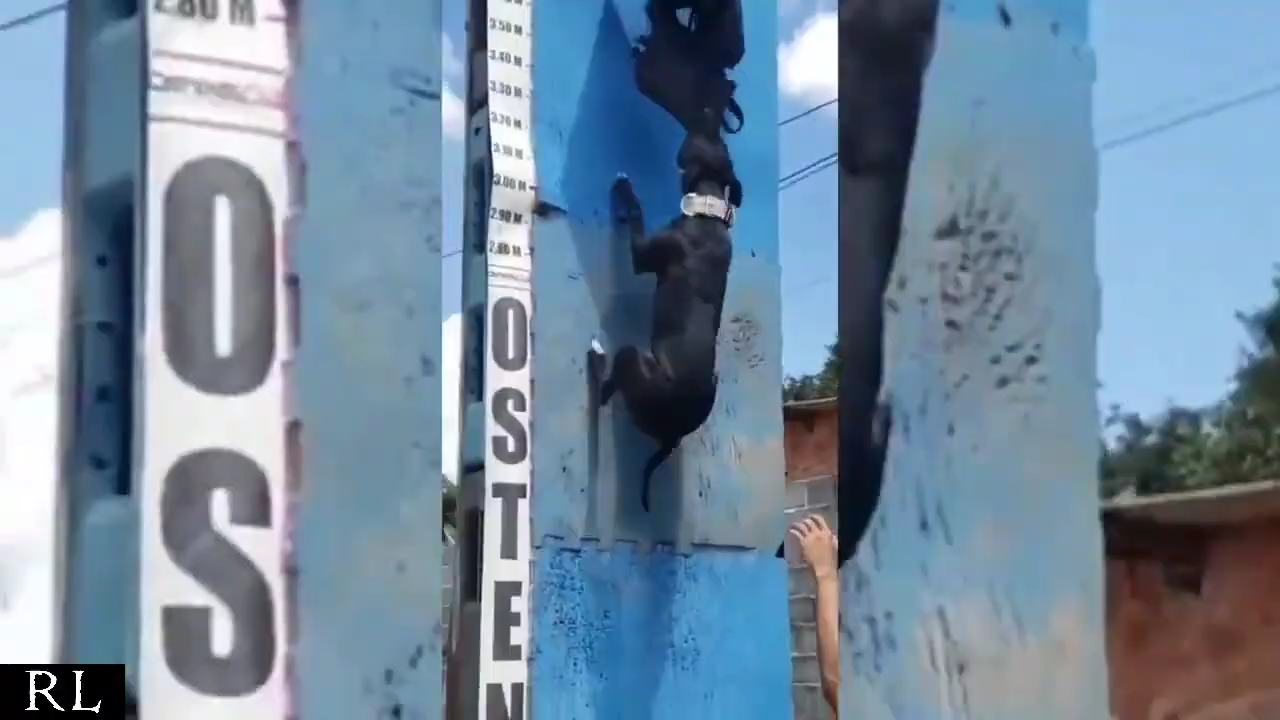 2.80 M
O
S
3.50 M
3.40 M
3.30 M
3.20 M
3.10 M
3.00 M
2.90 M
2.80 M
O
S
T
E
N
RL